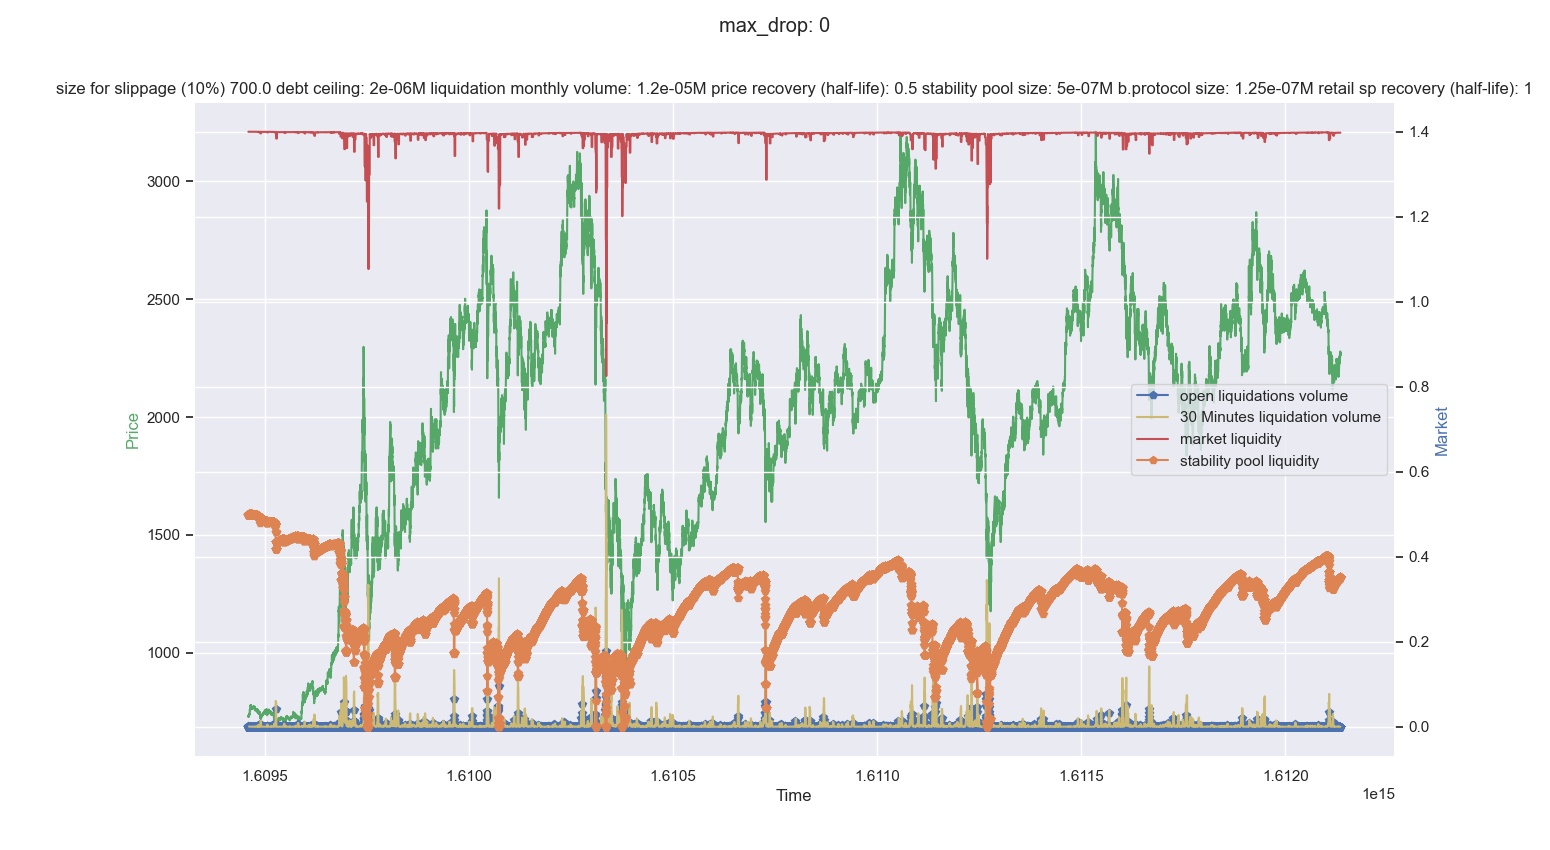 max_drop: 0
size for slippage (10%) 700.0 debt ceiling: 2e-06M liquidation monthly volume: 1.2e-05M price recovery (half-life): 0.5 stability pool size: 5e-07M b.protocol size: 1.25e-07M retail sp recovery (half-life): 1
1.4
3000
1.2
2500
1.0
0.8
open liquidations volume
2000
30 Minutes liquidation volume
Price
Market
market liquidity
stability pool liquidity
0.6
1500
0.4
1000
0.2
0.0
1.6095
1.6100
1.6105
1.6110
1.6115
1.6120
Time
1e15